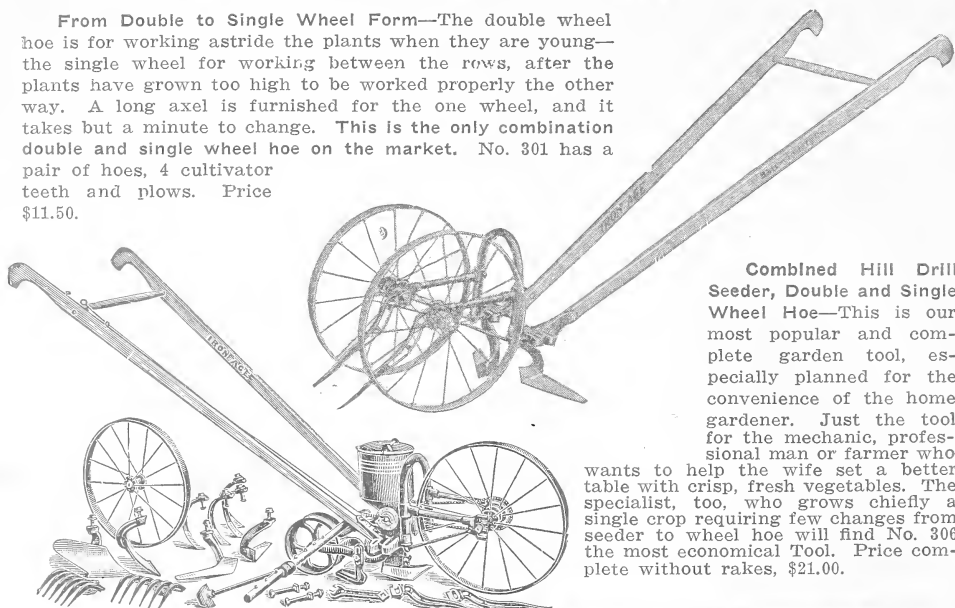 From Double to Single Wheel Form—The double wheel
hoe is for working astride the plants when they are young—
the single wheel for working between the rows, after the
plants have grown too high to be worked properly the other
way. A long axel is furnished for the one wheel, and it
takes but a minute to change. This is the only combination
double and single wheel hoe on the market. No. 301 has a
pair of hoes, 4 cultivator
teeth and plows. Price
$11.50.
IRON AGE
IRON AGE
Combined Hill Drill
Seeder, Double and Single
Wheel Hoe—This is our
most popular and com-
plete garden tool, es-
pecially planned for the
convenience of the home
gardener. Just the tool
for the mechanic, profes-
sional man or farmer who
wants to help the wife set a better
table with crisp, fresh vegetables. The
specialist, too, who grows chiefly a
single crop requiring few changes from
seeder to wheel hoe will find No. 306
the most economical Tool. Price com-
plete without rakes, $21.00.